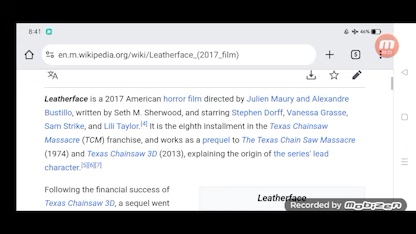 8:41
46%
en.m.wikipedia.org/wiki/Leatherface_(2017_film)
5
Leatherface is a 2017 American horror film directed by Julien Maury and Alexandre
Bustillo, written by Seth M. Sherwood, and starring Stephen Dorff, Vanessa Grasse,
Sam Strike, and Lili Taylor.[4] It is the eighth installment in the Texas Chainsaw
Massacre (TCM) franchise, and works as a prequel to The Texas Chain Saw Massacre
(1974) and Texas Chainsaw 3D (2013), explaining the origin of the series' lead
character.[5][6][7]
Following the financial success of
Texas Chainsaw 3D, a sequel went
Leatherface
Recorded by Mobizen